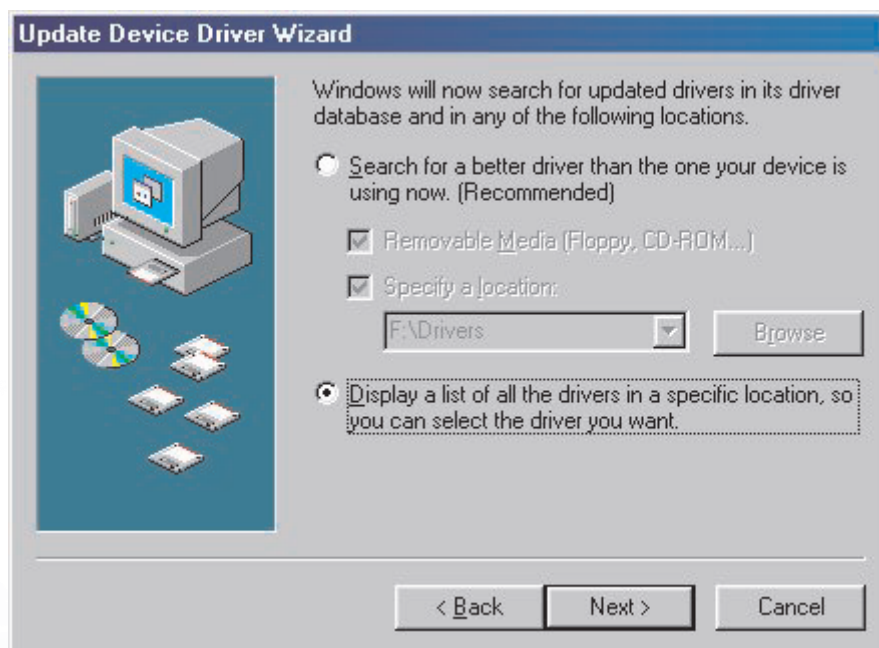 Update Device Driver Wizard
Windows will now search for updated drivers in its driver
database and in any of the following locations.
Search for a better driver than the one your device is
using now. (Recommended)
Removable Media (Floppy, CD-ROM...)
Specify a location:
F:\Drivers
Browse
Display a list of all the drivers in a specific location, so
you can select the driver you want.
< Back
Next >
Cancel